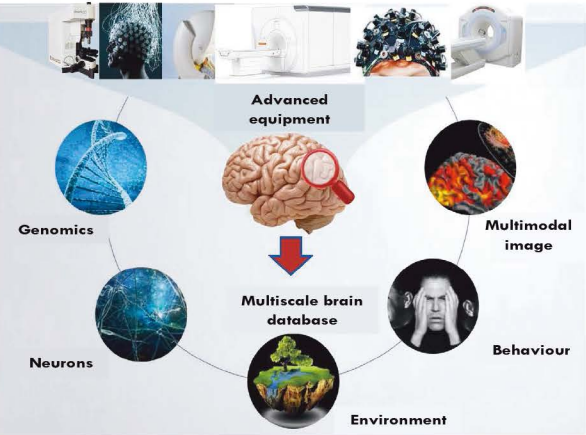 Advanced
equipment
Genomics
Multimodal
image
Multiscale brain
database
Neurons
Behaviour
Environment